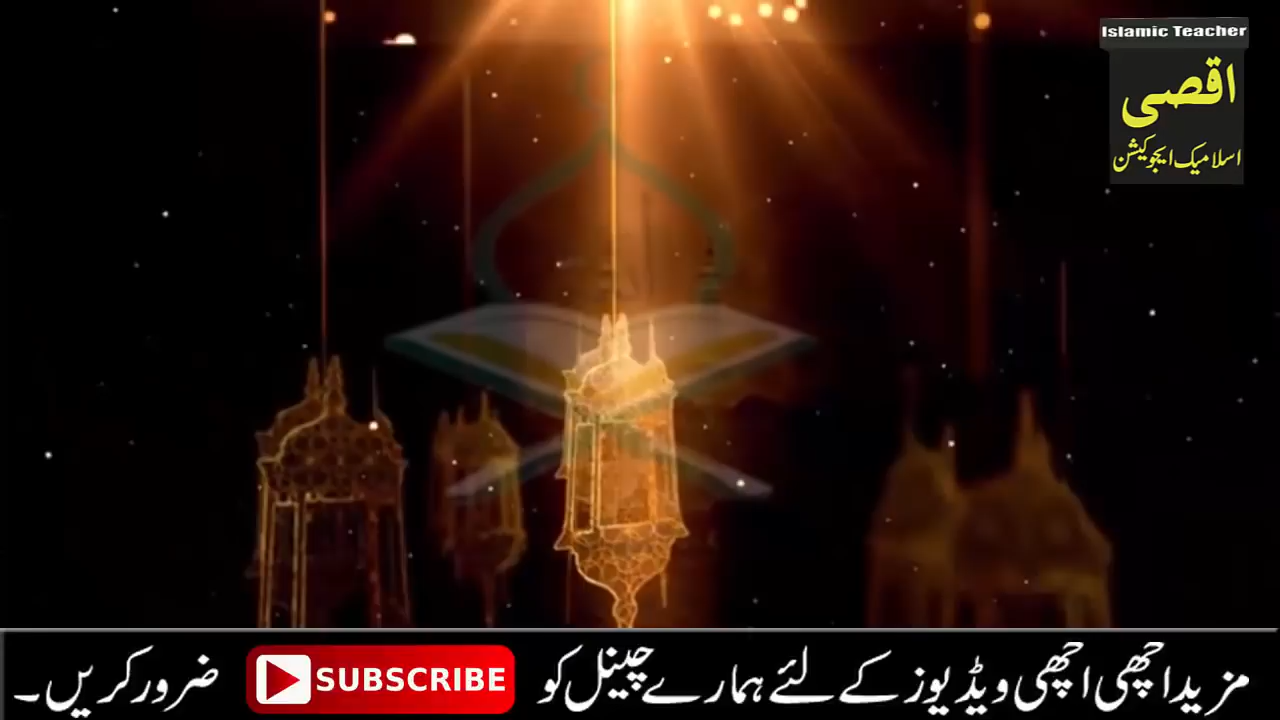 Islamic Teacher
اقصی
اسلامیک ایجوکیشن
مزید اچھی اچھی ویڈیوز کے لئے ہمارے چینل کو SUBSCRIBE ضرور کریں۔